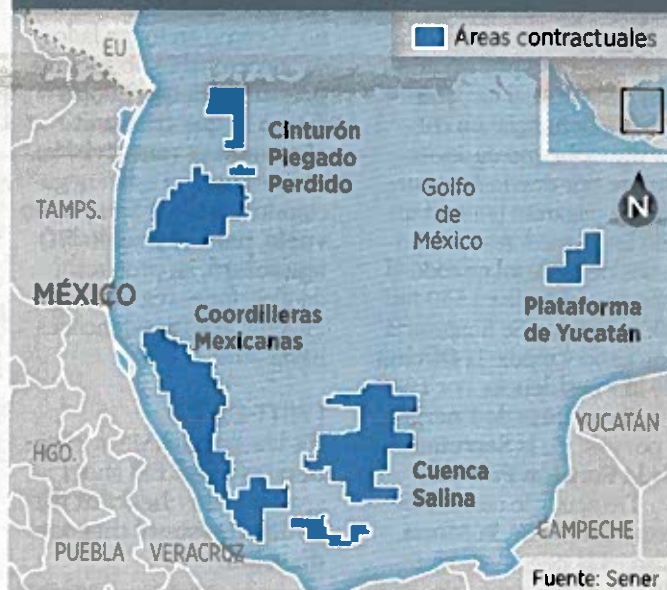 Áreas contractuales
EU
Cinturón
Plegado
Perdido
Golfo
de
México
N
TAMPS.
MÉXICO
Coordilleras
Mexicanas
Plataforma
de Yucatán
YUCATÁN
HGO.
Cuenca
Salina
CAMPECHE
PUEBLA
VERACRUZ
Fuente: Sener